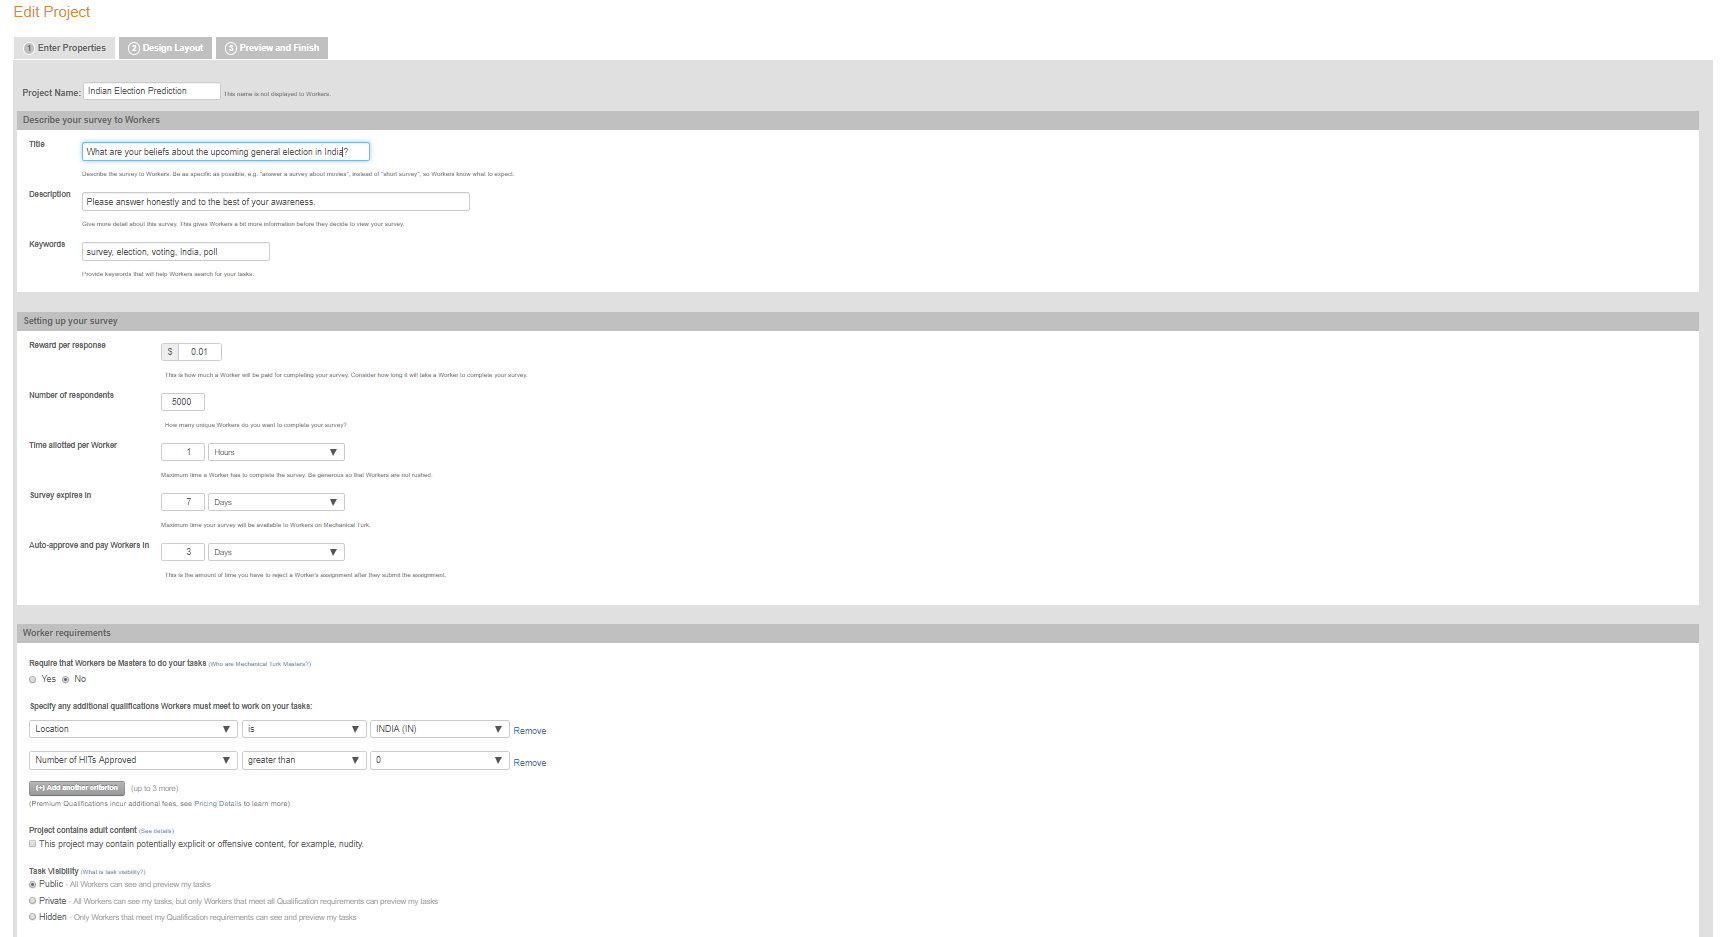 Edit Project
1 Enter Properties
2 Design Layout
3 Preview and Finish
Project Name: Indian Election Prediction This name is not displayed to Workers.
Describe your survey to Workers
Title
What are your beliefs about the upcoming general election in India?
Describe the survey to Workers. Be as specific as possible, e.g. "answer a survey about movies", instead of "short survey", so Workers know what to expect.
Description
Please answer honestly and to the best of your awareness.
Give more detail about this survey. This gives Workers a bit more information before they decide to view your survey.
Keywords
survey, election, voting, India, poll
Provide keywords that will help Workers search for your tasks.
Setting up your survey
Reward per response
$ 0.01
This is how much a Worker will be paid for completing your survey. Consider how long it will take a Worker to complete your survey.
Number of respondents
5000
How many unique Workers do you want to complete your survey?
Time allotted per Worker
1 Hours
Maximum time a Worker has to complete the survey. Be generous so that Workers are not rushed.
Survey expires in
7 Days
Maximum time your survey will be available to Workers on Mechanical Turk.
Auto-approve and pay Workers in
3 Days
This is the amount of time you have to reject a Worker's assignment after they submit the assignment.
Worker requirements
Require that Workers be Masters to do your tasks (Who are Mechanical Turk Masters?)
Yes No
Specify any additional qualifications Workers must meet to work on your tasks:
Location is INDIA (IN) Remove
Number of HITs Approved greater than 0 Remove
(+) Add another criterion (up to 3 more)
(Premium Qualifications incur additional fees, see Pricing Details to learn more)
Project contains adult content (See details)
This project may contain potentially explicit or offensive content, for example, nudity.
Task Visibility (What is task visibility?)
Public - All Workers can see and preview my tasks
Private - All Workers can see my tasks, but only Workers that meet all Qualification requirements can preview my tasks
Hidden - Only Workers that meet my Qualification requirements can see and preview my tasks